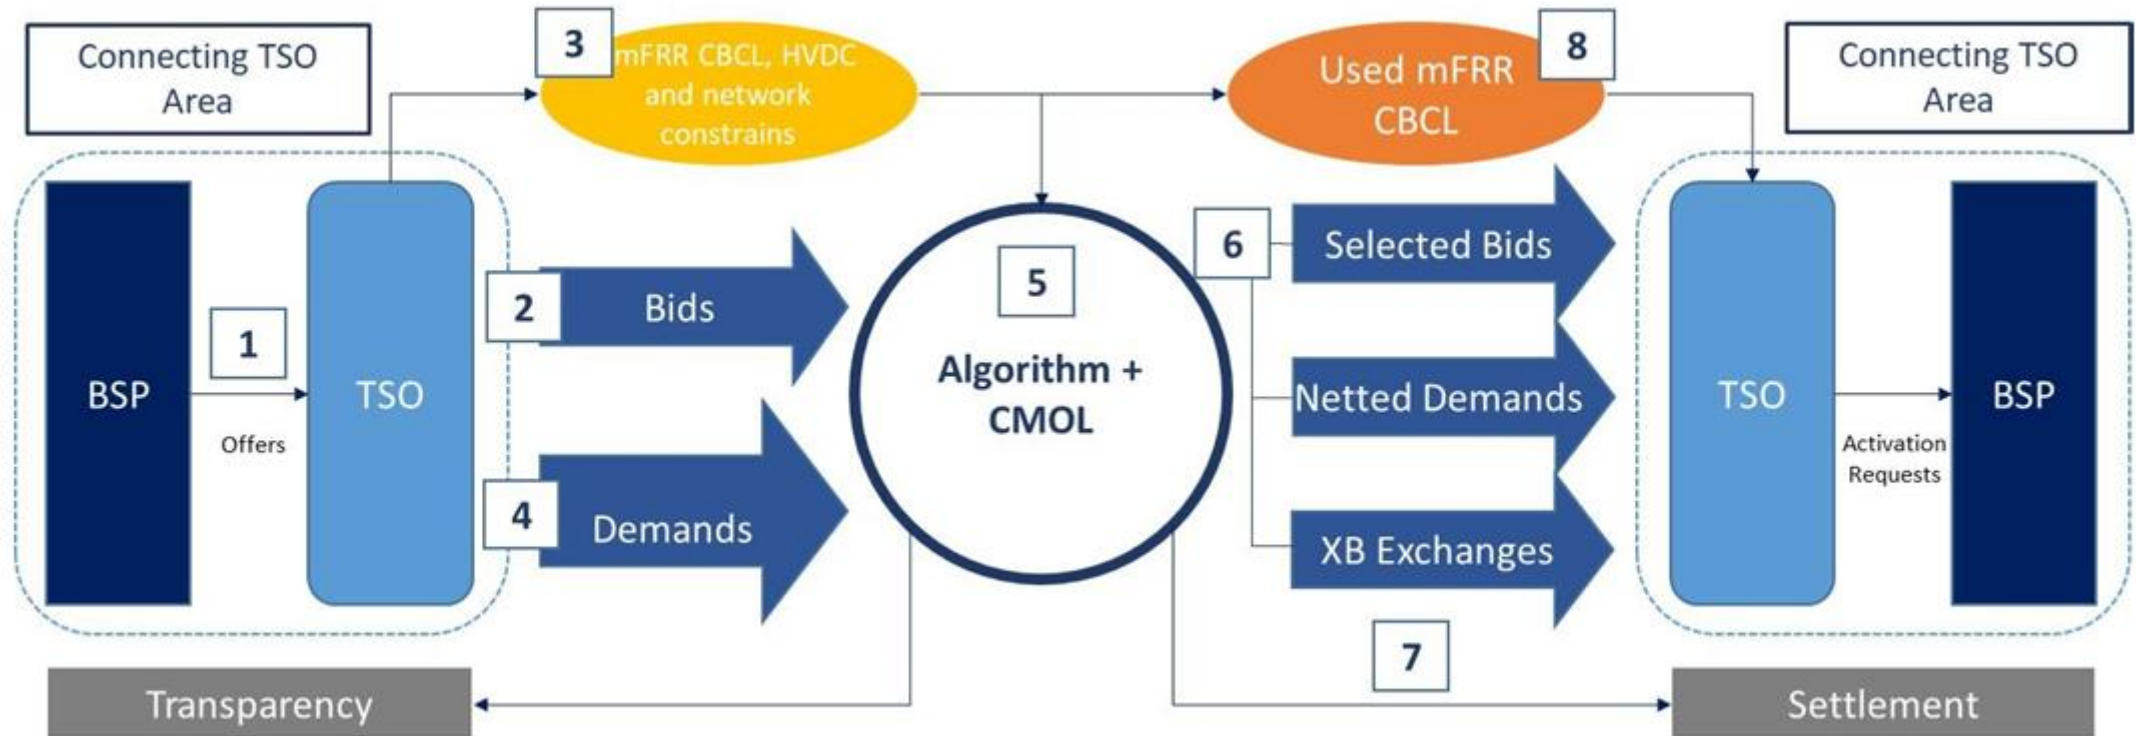 Connecting TSO
Area
3
mFRR CBCL, HVDC
and network
constrains
Used mFRR
CBCL
8
Connecting TSO
Area
BSP
1
Offers
TSO
2
Bids
4
Demands
5
Algorithm +
CMOL
6
Selected Bids
Netted Demands
XB Exchanges
7
TSO
Activation
Requests
BSP
Transparency
Settlement